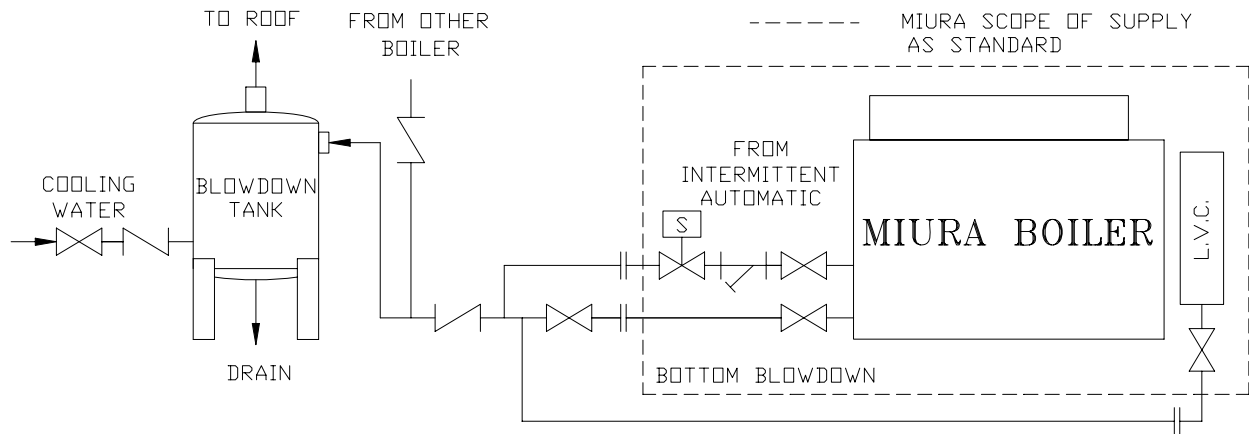 TO ROOF
FROM OTHER
BOILER
MIURA SCOPE OF SUPPLY
AS STANDARD
COOLING
WATER
BLOWDOWN
TANK
DRAIN
FROM
INTERMITTENT
AUTOMATIC
S
MIURA BOILER
L.V.C.
BOTTOM BLOWDOWN